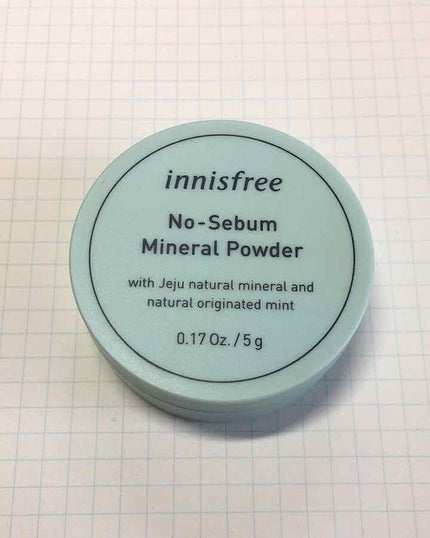 innisfree
No-Sebum
Mineral Powder
with Jeju natural mineral and
natural originated mint
0.17 Oz. / 5 g